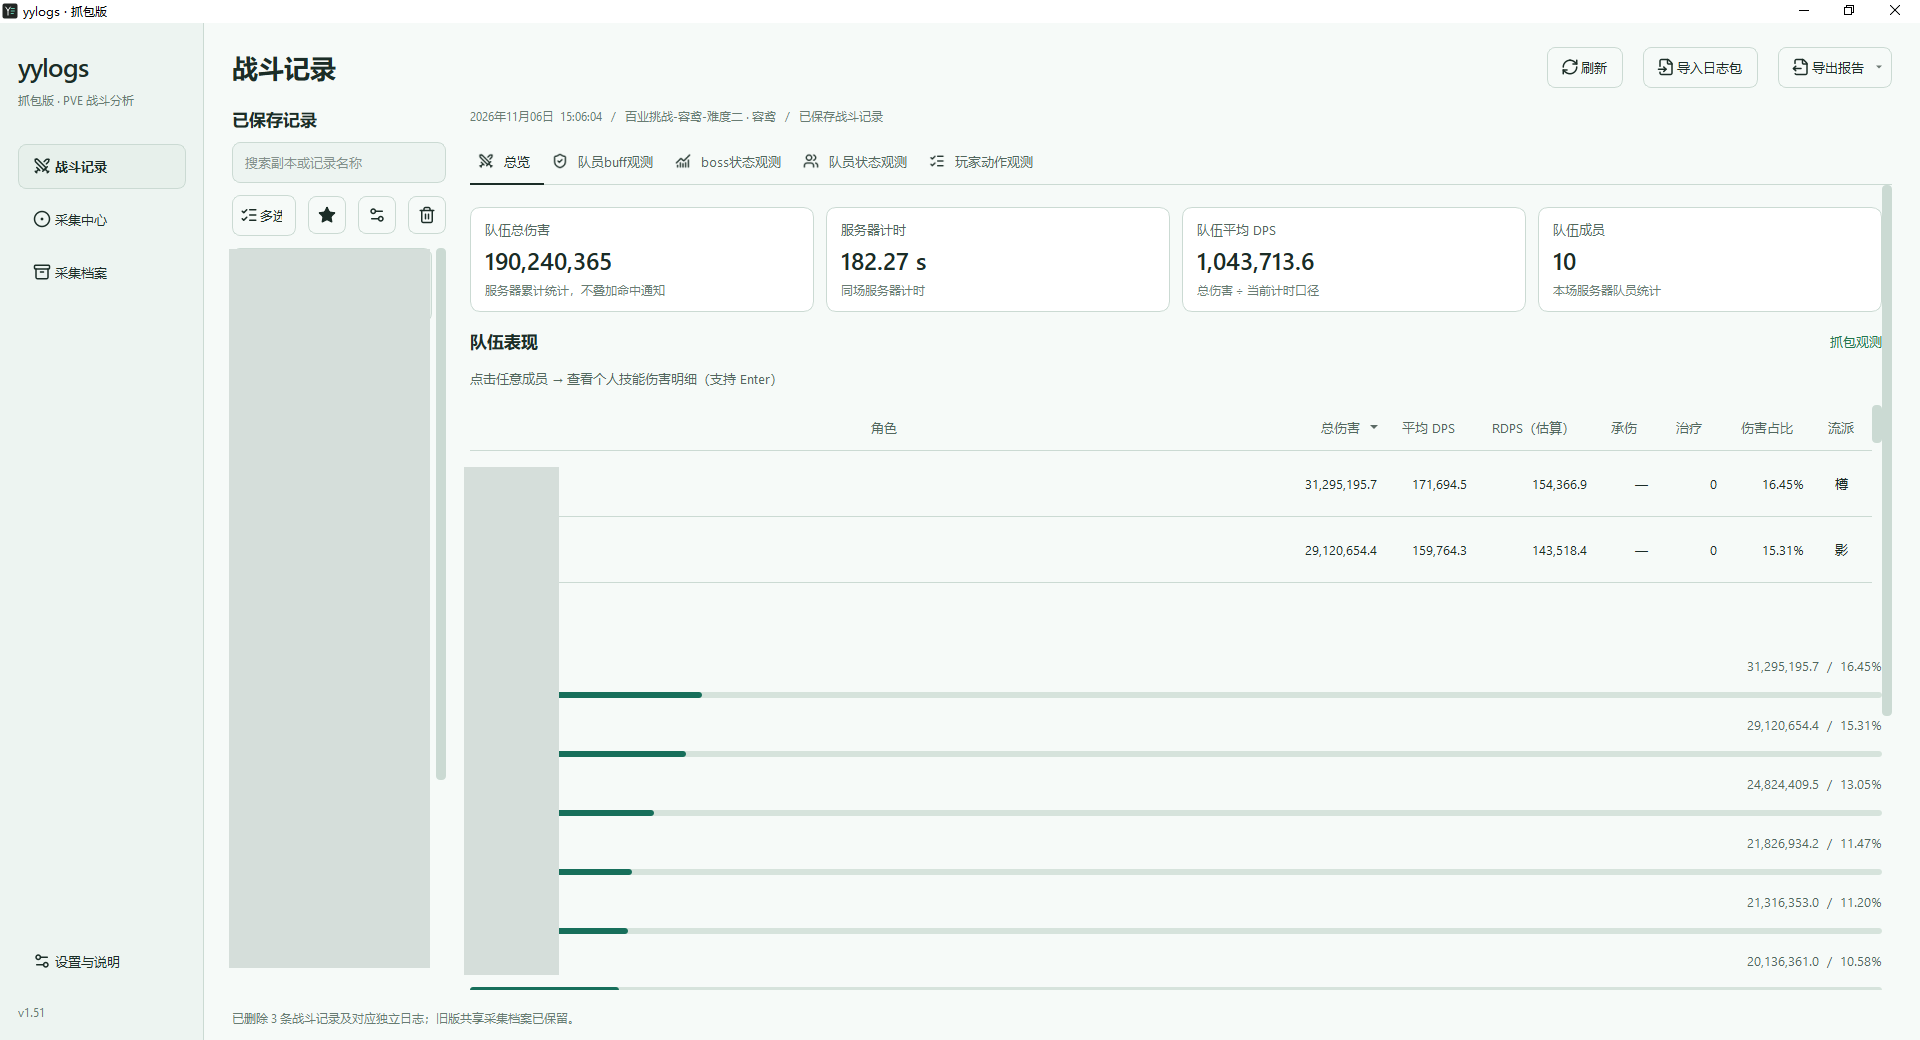 yylogs · 抓包版
yylogs
抓包版 · PVE 战斗分析
战斗记录
采集中心
采集档案
设置与说明
v1.51
战斗记录
刷新
导入日志包
导出报告
已保存记录
搜索副本或记录名称
多选
2026年11月06日 15:06:04 / 百业挑战-容鸢-难度二 · 容鸢 / 已保存战斗记录
总览 队员buff观测 boss状态观测 队员状态观测 玩家动作观测
队伍总伤害
190,240,365
服务器累计统计，不叠加命中通知
服务器计时
182.27 s
同场服务器计时
队伍平均 DPS
1,043,713.6
总伤害 ÷ 当前计时口径
队伍成员
10
本场服务器队员统计
队伍表现
抓包观测
点击任意成员 → 查看个人技能伤害明细（支持 Enter）
角色 总伤害 平均 DPS RDPS（估算） 承伤 治疗 伤害占比 流派
31,295,195.7 171,694.5 154,366.9 — 0 16.45% 樽
29,120,654.4 159,764.3 143,518.4 — 0 15.31% 影
31,295,195.7 / 16.45%
29,120,654.4 / 15.31%
24,824,409.5 / 13.05%
21,826,934.2 / 11.47%
21,316,353.0 / 11.20%
20,136,361.0 / 10.58%
已删除 3 条战斗记录及对应独立日志；旧版共享采集档案已保留。